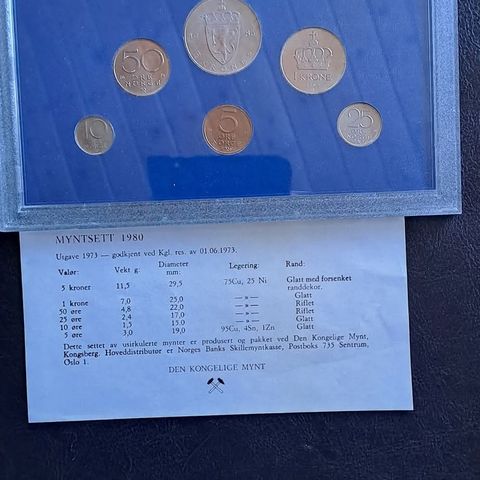 50
ØRE
NORGE
1 KRONE
10
5
ØRE
NORGE
25
ØRE
MYNTSETT 1980
Utgave 1973 — godkjent ved Kgl. res. av 01.06.1973.
Valør: Vekt g: Diameter mm: Legering: Rand:
5 kroner 11,5 29,5 75Cu, 25 Ni Glatt med forsenket
randdekor.
1 krone 7,0 25,0 —»— Glatt
50 øre 4,8 22,0 —»— Riflet
25 øre 2,4 17,0 —»— Riflet
10 øre 1,5 15,0 —»— Glatt
5 øre 3,0 19,0 95Cu, 4Sn, 1Zn Glatt
Dette settet av usirkulerte mynter er produsert og pakket ved Den Kongelige Mynt,
Kongsberg. Hoveddistributør er Norges Banks Skillemyntkasse, Postboks 735 Sentrum,
Oslo 1.
DEN KONGELIGE MYNT